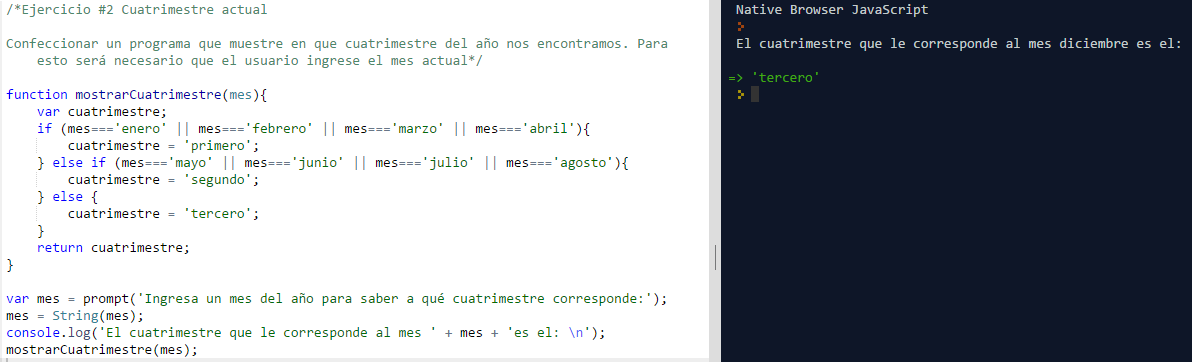 /*Ejercicio #2 Cuatrimestre actual
Confeccionar un programa que muestre en que cuatrimestre del año nos encontramos. Para
esto será necesario que el usuario ingrese el mes actual*/
function mostrarCuatrimestre(mes){
var cuatrimestre;
if (mes==='enero' || mes==='febrero' || mes==='marzo' || mes==='abril'){
cuatrimestre = 'primero';
} else if (mes==='mayo' || mes==='junio' || mes==='julio' || mes==='agosto'){
cuatrimestre = 'segundo';
} else {
cuatrimestre = 'tercero';
}
return cuatrimestre;
}
var mes = prompt('Ingresa un mes del año para saber a qué cuatrimestre corresponde:');
mes = String(mes);
console.log('El cuatrimestre que le corresponde al mes ' + mes + 'es el: \n');
mostrarCuatrimestre(mes);
Native Browser JavaScript
El cuatrimestre que le corresponde al mes diciembre es el:
=> 'tercero'